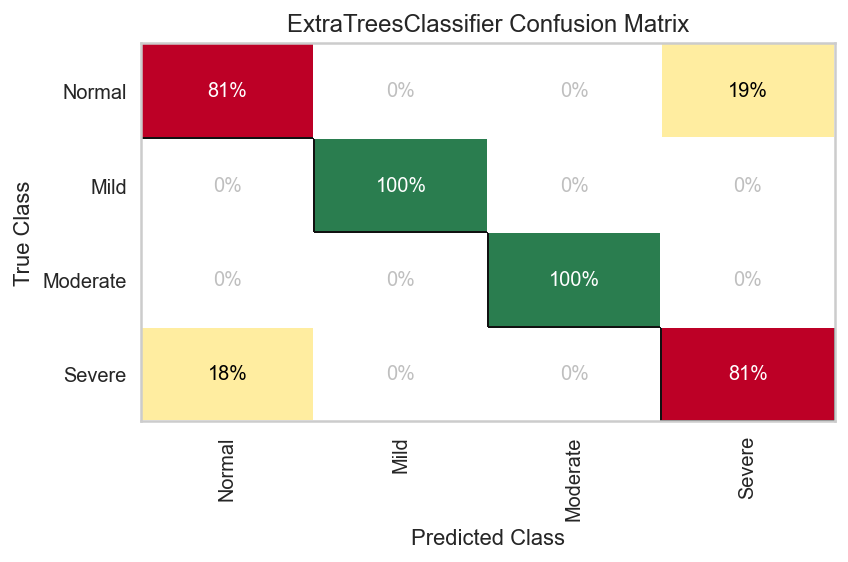 ExtraTreesClassifier Confusion Matrix
True Class
Normal 81% 0% 0% 19%
Mild 0% 100% 0% 0%
Moderate 0% 0% 100% 0%
Severe 18% 0% 0% 81%
Normal Mild Moderate Severe
Predicted Class